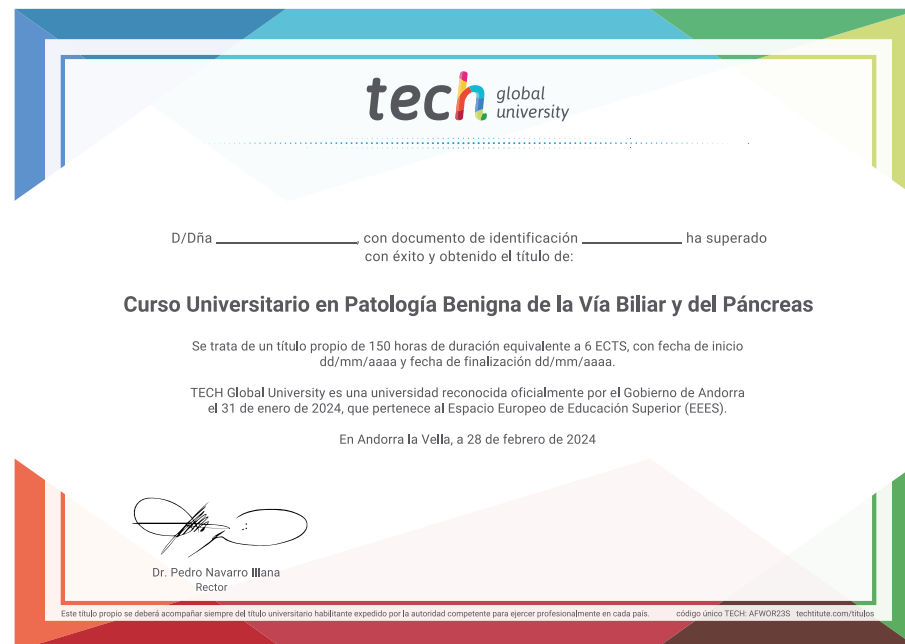 tech global university
D/Dña ____________________, con documento de identificación ______________ ha superado
con éxito y obtenido el título de:
Curso Universitario en Patología Benigna de la Vía Biliar y del Páncreas
Se trata de un título propio de 150 horas de duración equivalente a 6 ECTS, con fecha de inicio
dd/mm/aaaa y fecha de finalización dd/mm/aaaa.
TECH Global University es una universidad reconocida oficialmente por el Gobierno de Andorra
el 31 de enero de 2024, que pertenece al Espacio Europeo de Educación Superior (EEES).
En Andorra la Vella, a 28 de febrero de 2024
Dr. Pedro Navarro Illana
Rector
Este título propio se deberá acompañar siempre del título universitario habilitante expedido por la autoridad competente para ejercer profesionalmente en cada país. código único TECH: AFWOR23S techtitute.com/titulos